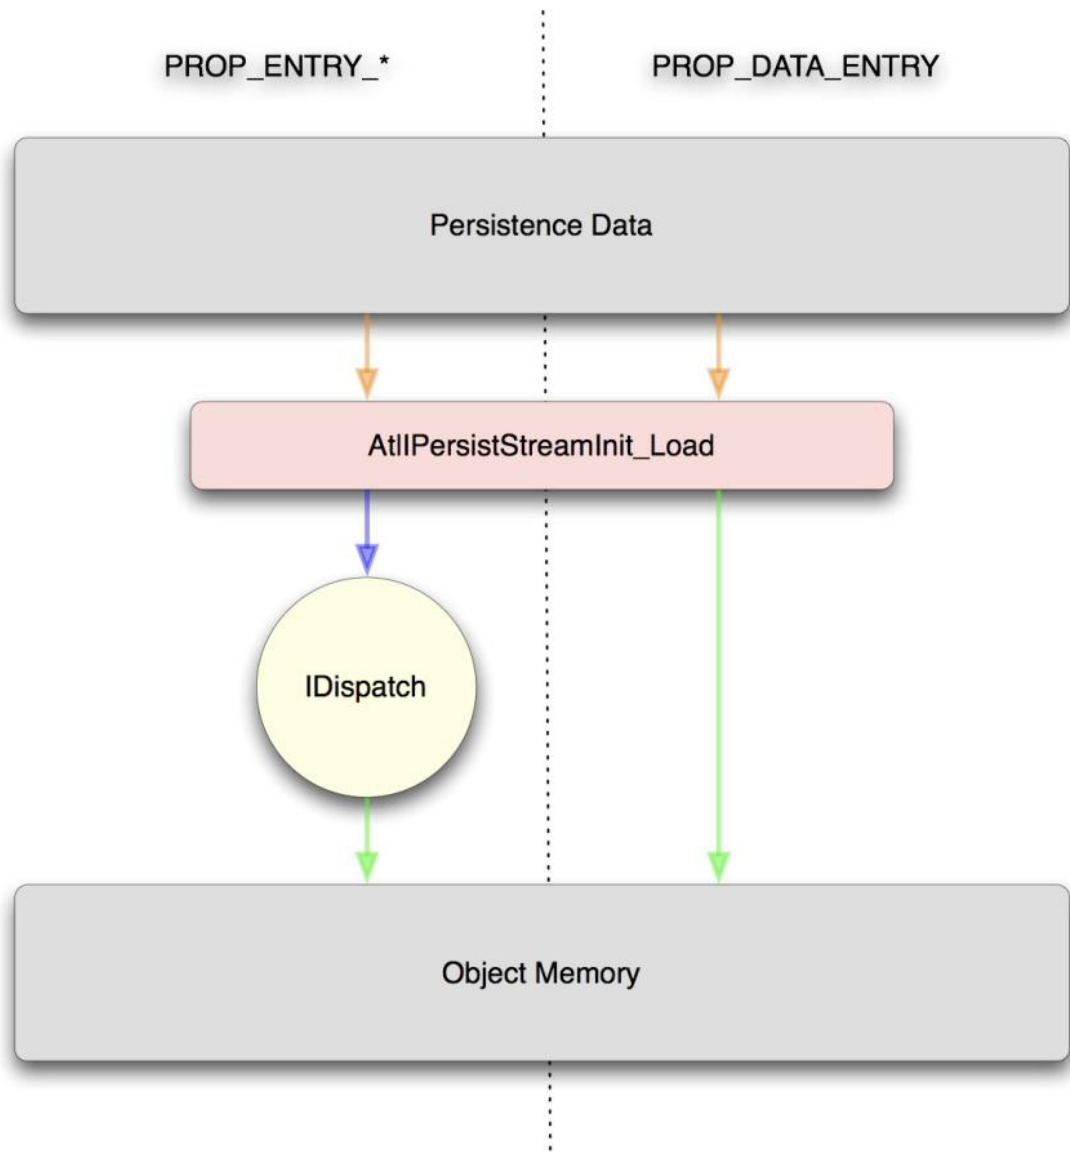 PROP_ENTRY_*
PROP_DATA_ENTRY
Persistence Data
AtlIPersistStreamInit_Load
IDispatch
Object Memory